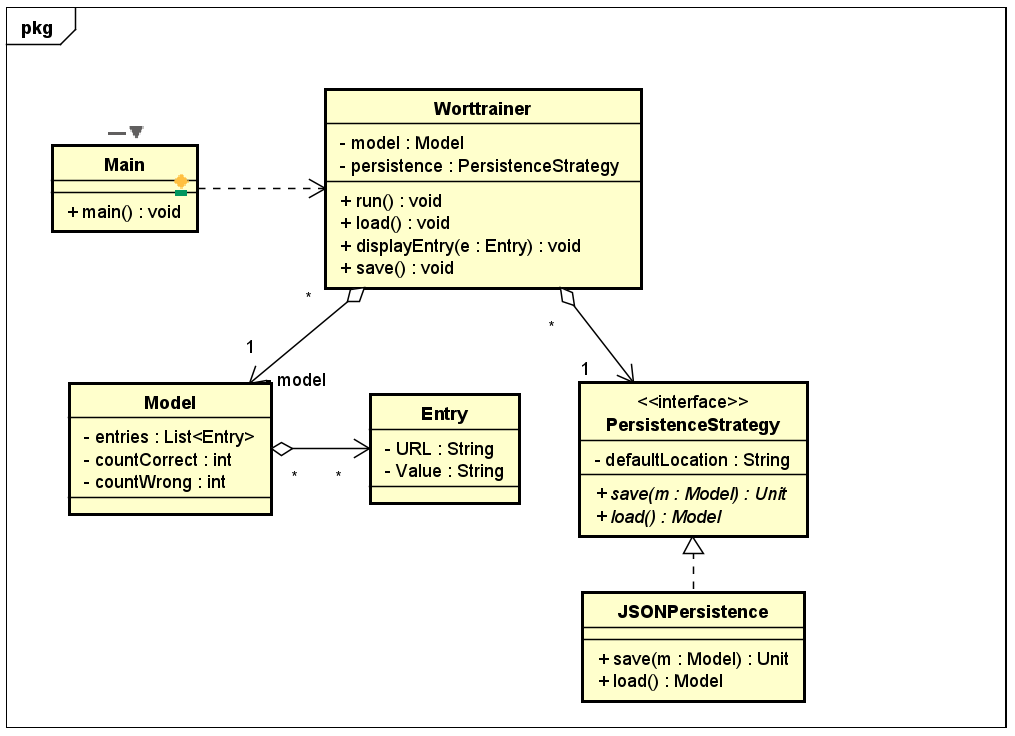 pkg
Main
+ main() : void
Worttrainer
- model : Model
- persistence : PersistenceStrategy
+ run() : void
+ load() : void
+ displayEntry(e : Entry) : void
+ save() : void
*
1
- model
*
1
Model
- entries : List<Entry>
- countCorrect : int
- countWrong : int
*
*
Entry
- URL : String
- Value : String
<<interface>>
PersistenceStrategy
- defaultLocation : String
+ save(m : Model) : Unit
+ load() : Model
JSONPersistence
+ save(m : Model) : Unit
+ load() : Model